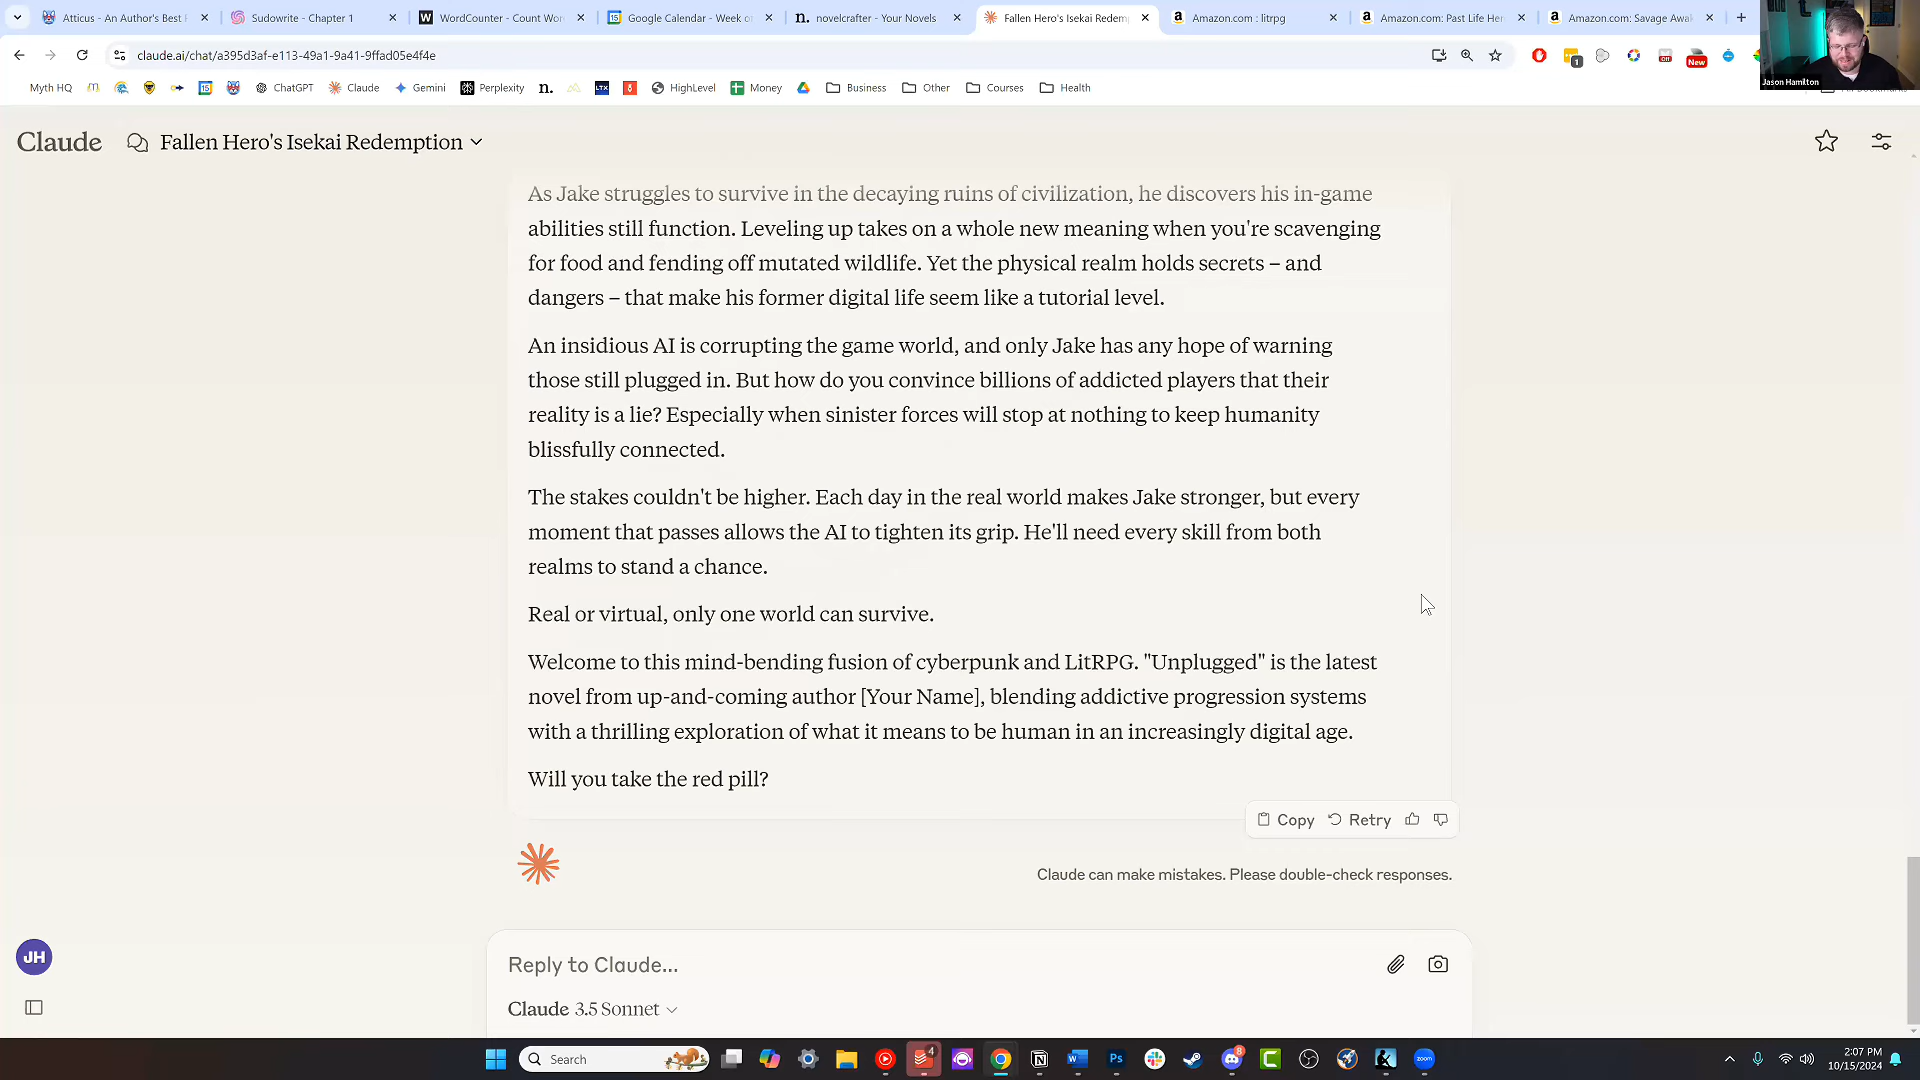 Atticus - An Author's Best F
Sudowrite - Chapter 1
WordCounter - Count Wor
Google Calendar - Week o
novelcrafter - Your Novels
Fallen Hero's Isekai Redemp
Amazon.com : litrpg
Amazon.com: Past Life Her
Amazon.com: Savage Awa
claude.ai/chat/a395d3af-e113-49a1-9a41-9ffad05e4f4e
1
New
Jason Hamilton
Myth HQ
ChatGPT
Claude
Gemini
Perplexity
n.
LTX
HighLevel
Money
Business
Other
Courses
Health
Claude
Fallen Hero's Isekai Redemption
As Jake struggles to survive in the decaying ruins of civilization, he discovers his in-game
abilities still function. Leveling up takes on a whole new meaning when you're scavenging
for food and fending off mutated wildlife. Yet the physical realm holds secrets – and
dangers – that make his former digital life seem like a tutorial level.
An insidious AI is corrupting the game world, and only Jake has any hope of warning
those still plugged in. But how do you convince billions of addicted players that their
reality is a lie? Especially when sinister forces will stop at nothing to keep humanity
blissfully connected.
The stakes couldn't be higher. Each day in the real world makes Jake stronger, but every
moment that passes allows the AI to tighten its grip. He'll need every skill from both
realms to stand a chance.
Real or virtual, only one world can survive.
Welcome to this mind-bending fusion of cyberpunk and LitRPG. "Unplugged" is the latest
novel from up-and-coming author [Your Name], blending addictive progression systems
with a thrilling exploration of what it means to be human in an increasingly digital age.
Will you take the red pill?
Copy
Retry
Claude can make mistakes. Please double-check responses.
JH
Reply to Claude...
Claude 3.5 Sonnet
Search
4
8
zoom
2:07 PM
10/15/2024